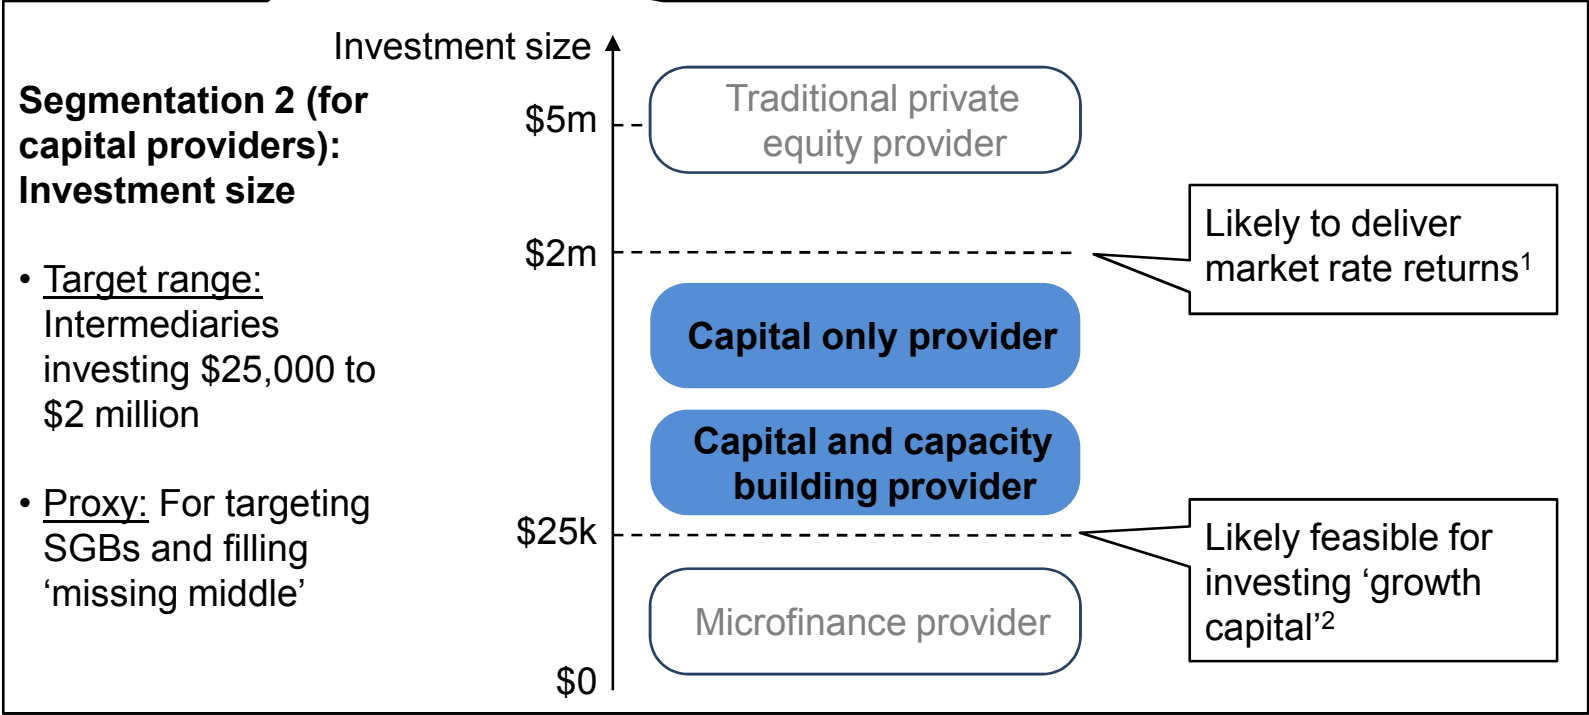 Segmentation 2 (for
capital providers):
Investment size
• Target range:
Intermediaries
investing $25,000 to
$2 million
• Proxy: For targeting
SGBs and filling
‘missing middle’
Investment size
$5m
$2m
$25k
$0
Traditional private
equity provider
Capital only provider
Capital and capacity
building provider
Microfinance provider
Likely to deliver
market rate returns¹
Likely feasible for
investing ‘growth
capital’²